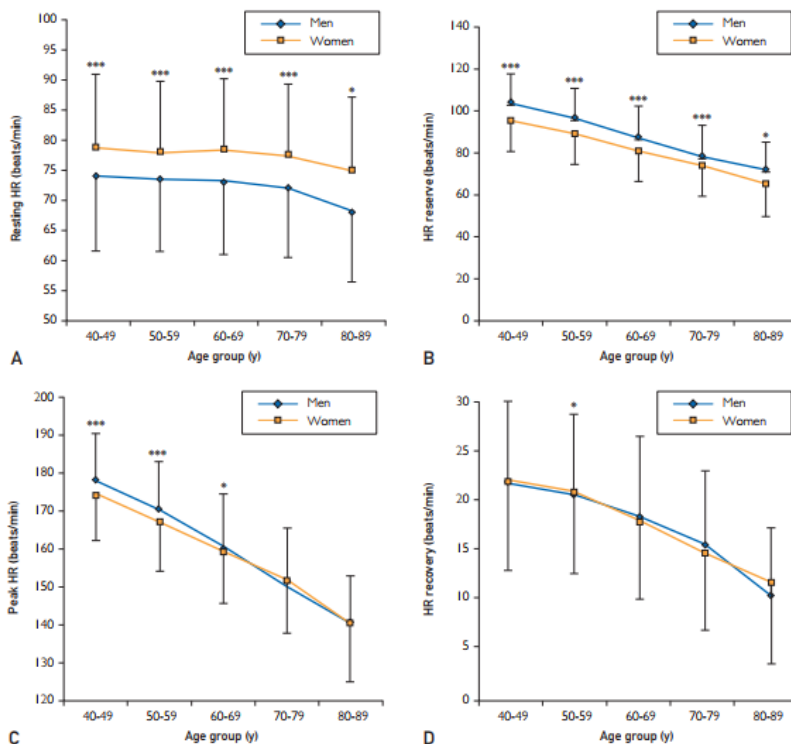 Men
Women
100
95
90
85
80
75
70
65
60
55
50
Resting HR (beats/min)
*** *** *** *** *
40-49 50-59 60-69 70-79 80-89
Age group (y)
A
Men
Women
140
120
100
80
60
40
20
0
HR reserve (beats/min)
*** *** *** *** *
40-49 50-59 60-69 70-79 80-89
Age group (y)
B
Men
Women
200
190
180
170
160
150
140
130
120
Peak HR (beats/min)
*** *** *
40-49 50-59 60-69 70-79 80-89
Age group (y)
C
Men
Women
30
25
20
15
10
5
0
HR recovery (beats/min)
*
40-49 50-59 60-69 70-79 80-89
Age group (y)
D